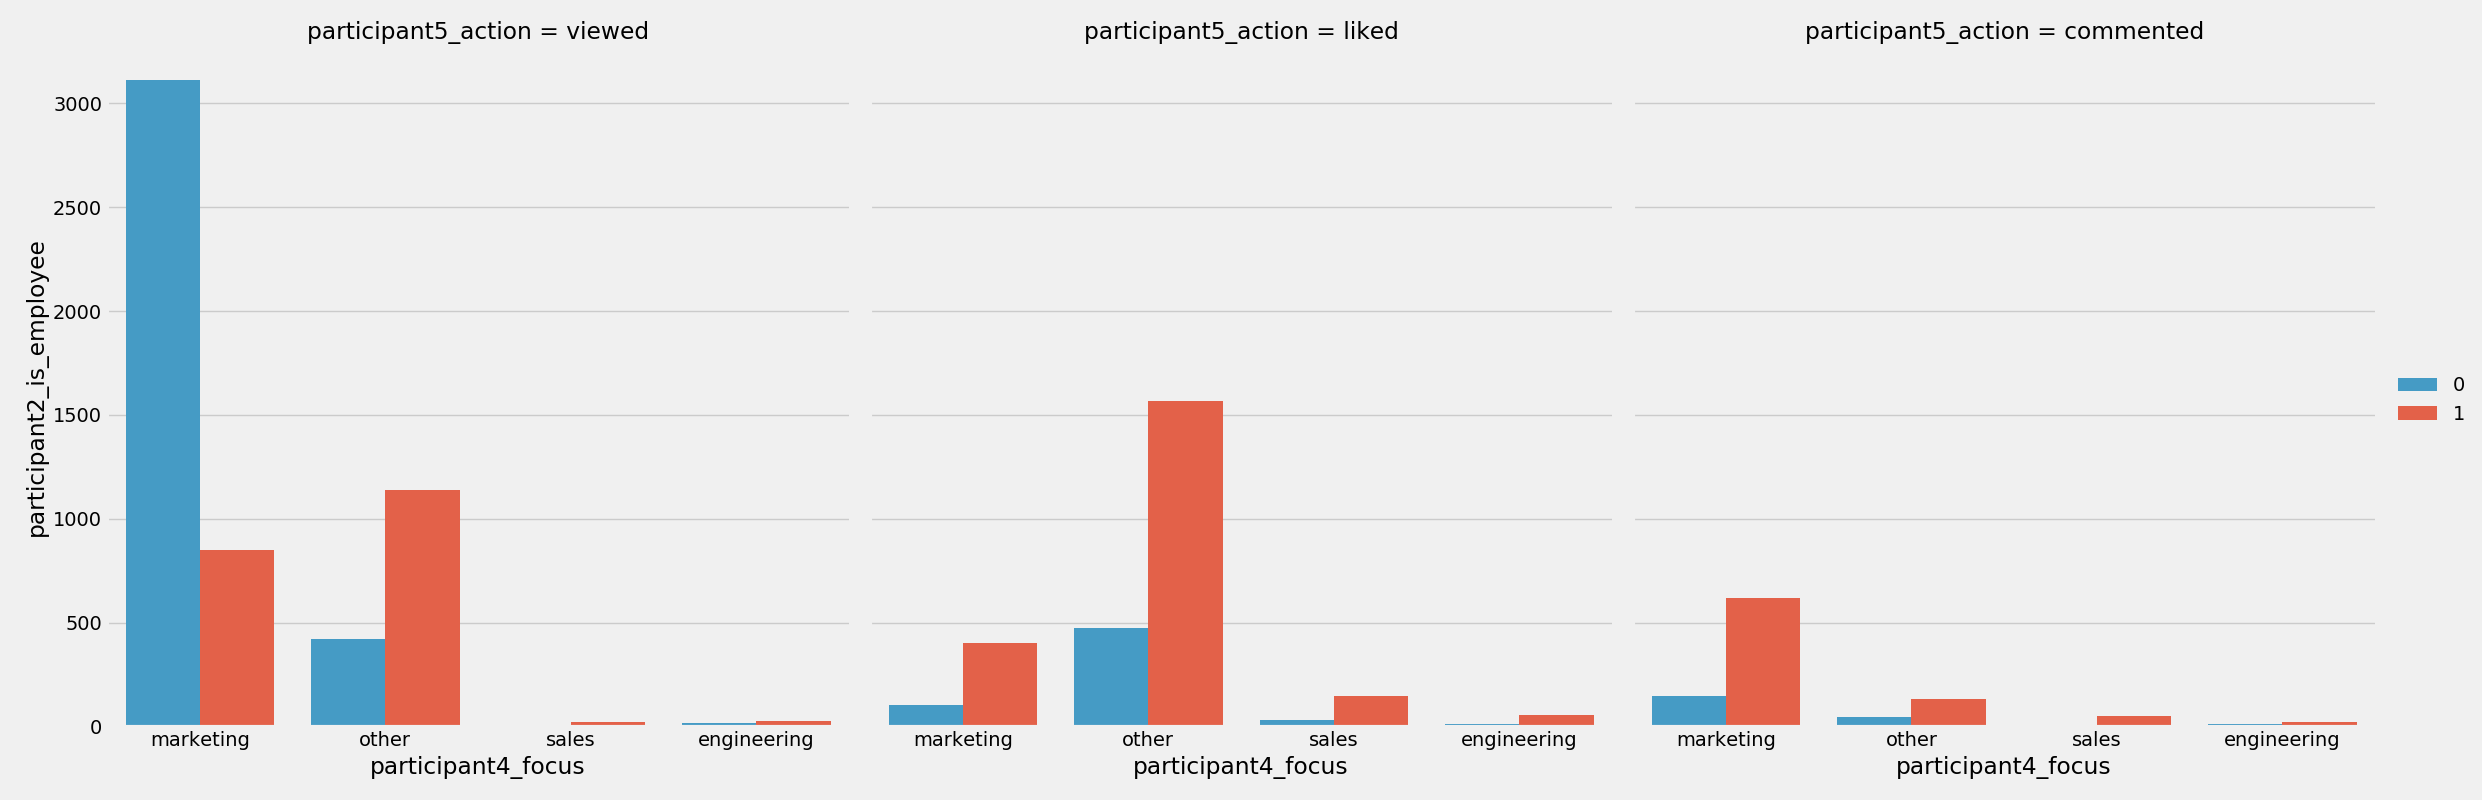 participant5_action = viewed
participant5_action = liked
participant5_action = commented
participant2_is_employee
3000
2500
2000
1500
1000
500
0
marketing other sales engineering
participant4_focus
marketing other sales engineering
participant4_focus
marketing other sales engineering
participant4_focus
0
1